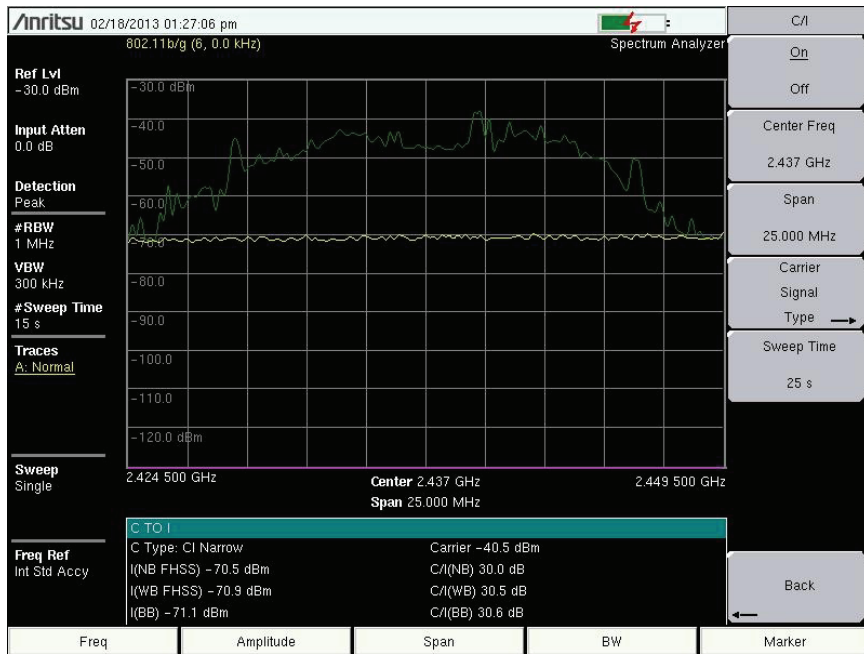 Anritsu 02/18/2013 01:27:06 pm
802.11b/g (6, 0.0 kHz)
Spectrum Analyzer
Ref Lvl
-30.0 dBm
Input Atten
0.0 dB
Detection
Peak
#RBW
1 MHz
VBW
300 kHz
#Sweep Time
15 s
Traces
A: Normal
Sweep
Single
Freq Ref
Int Std Accy
-30.0 dBm
-40.0
-50.0
-60.0
-70.0
-80.0
-90.0
-100.0
-110.0
-120.0 dBm
2.424 500 GHz
Center 2.437 GHz
2.449 500 GHz
Span 25.000 MHz
C TO I
C Type: CI Narrow
Carrier -40.5 dBm
I(NB FHSS) -70.5 dBm
C/I(NB) 30.0 dB
I(WB FHSS) -70.9 dBm
C/I(WB) 30.5 dB
I(BB) -71.1 dBm
C/I(BB) 30.6 dB
C/I
On
Off
Center Freq
2.437 GHz
Span
25.000 MHz
Carrier
Signal
Type
Sweep Time
25 s
Back
Freq
Amplitude
Span
BW
Marker